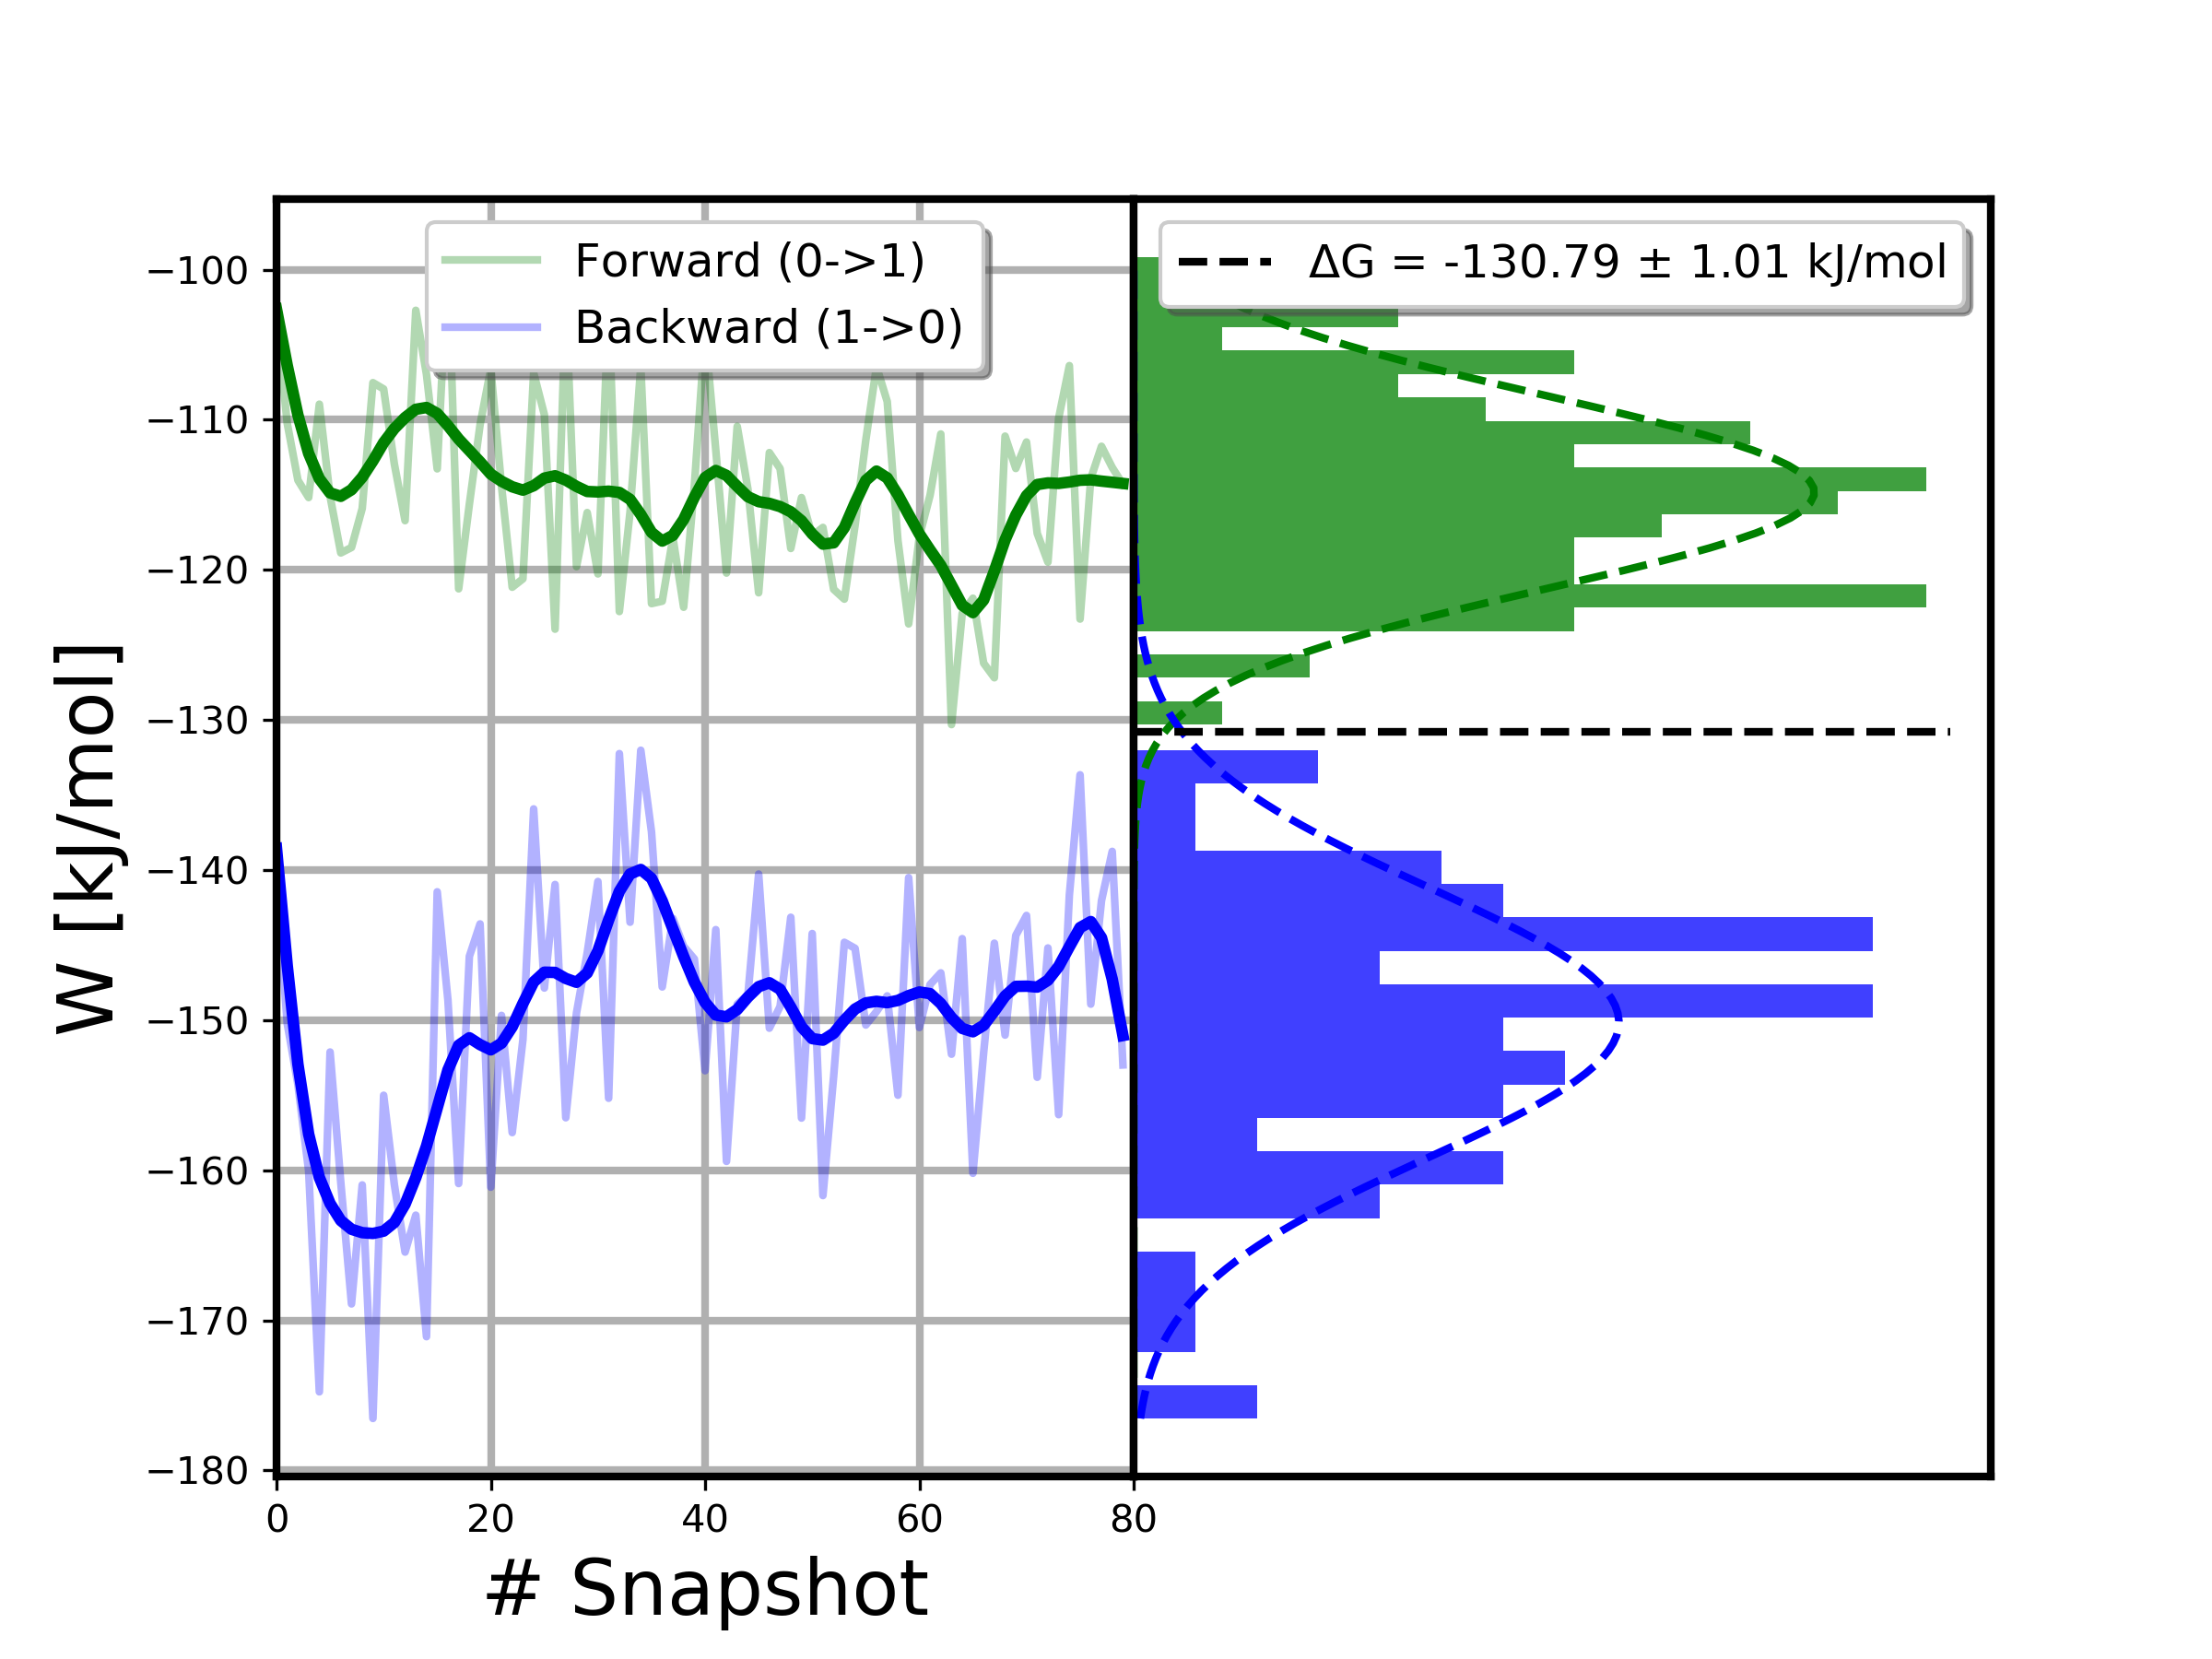 Forward (0->1)
Backward (1->0)
ΔG = -130.79 ± 1.01 kJ/mol
W [kJ/mol]
−100
−110
−120
−130
−140
−150
−160
−170
−180
0 20 40 60 80
# Snapshot